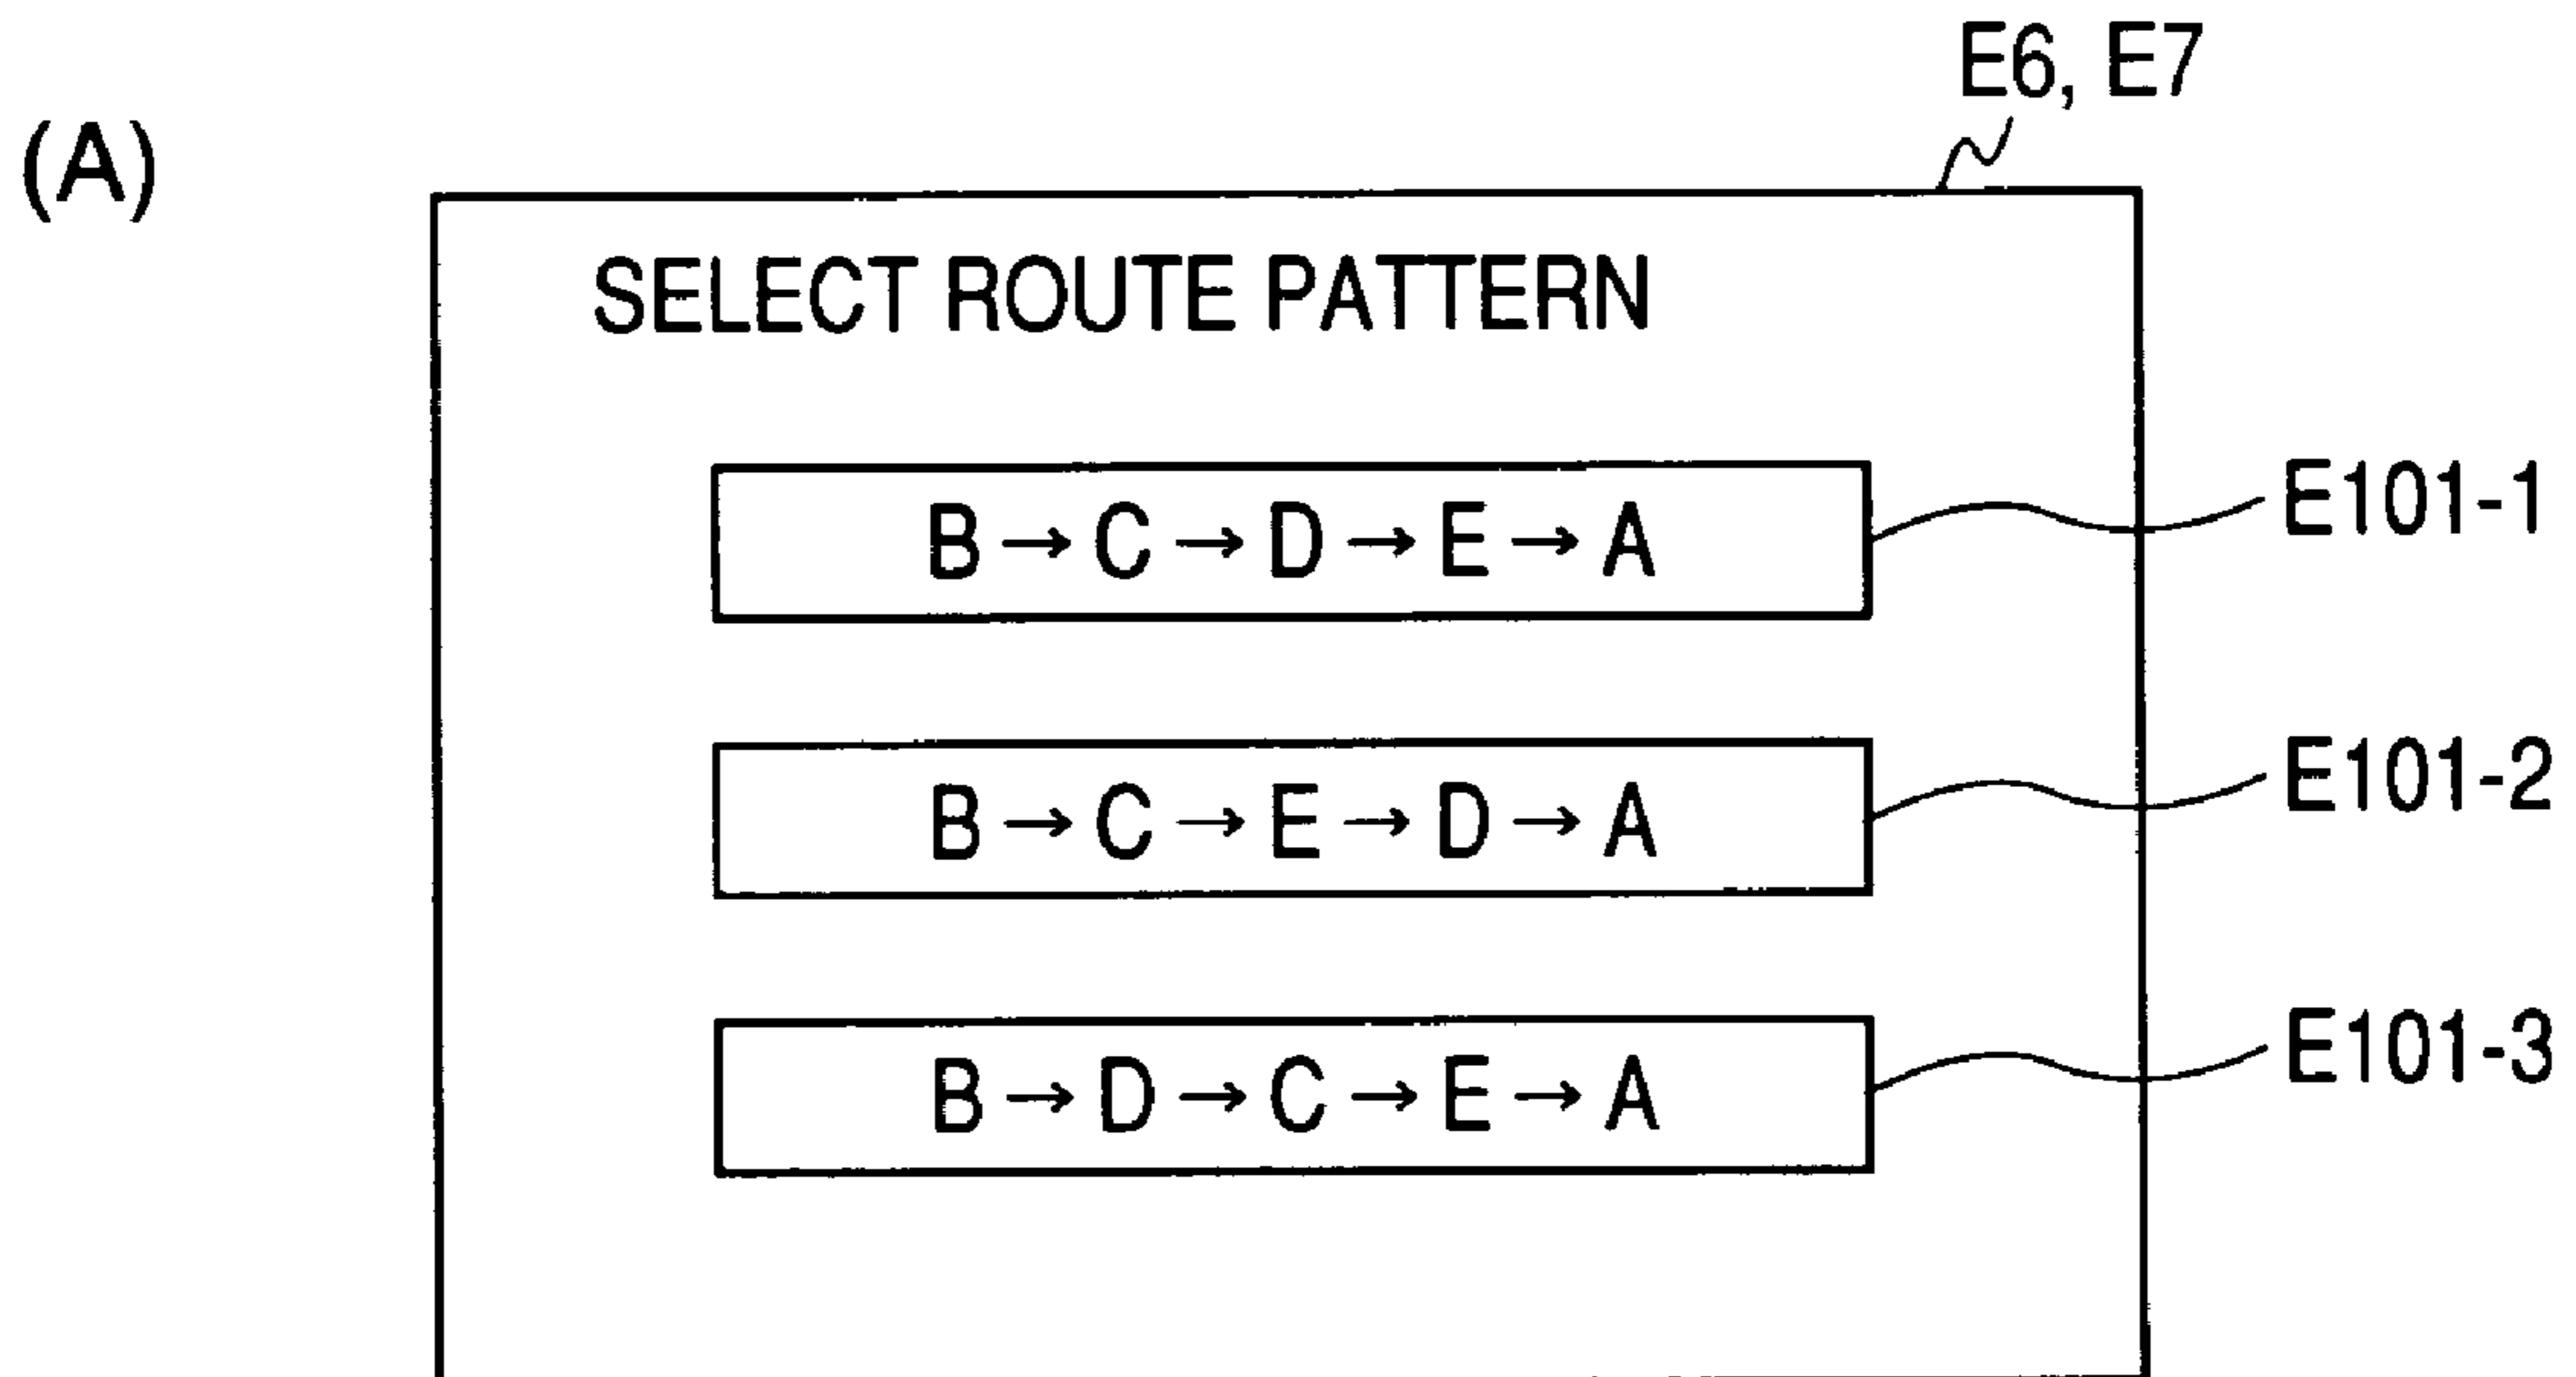 E6, E7
(A)
SELECT ROUTE PATTERN
B→C→D→E→A
E101-1
B→C→E→D→A
E101-2
B→D→C→E→A
E101-3